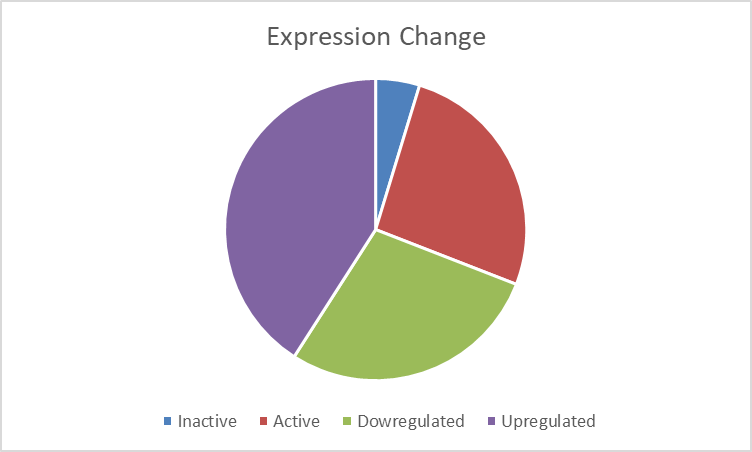 Expression Change
Inactive Active Dowregulated Upregulated